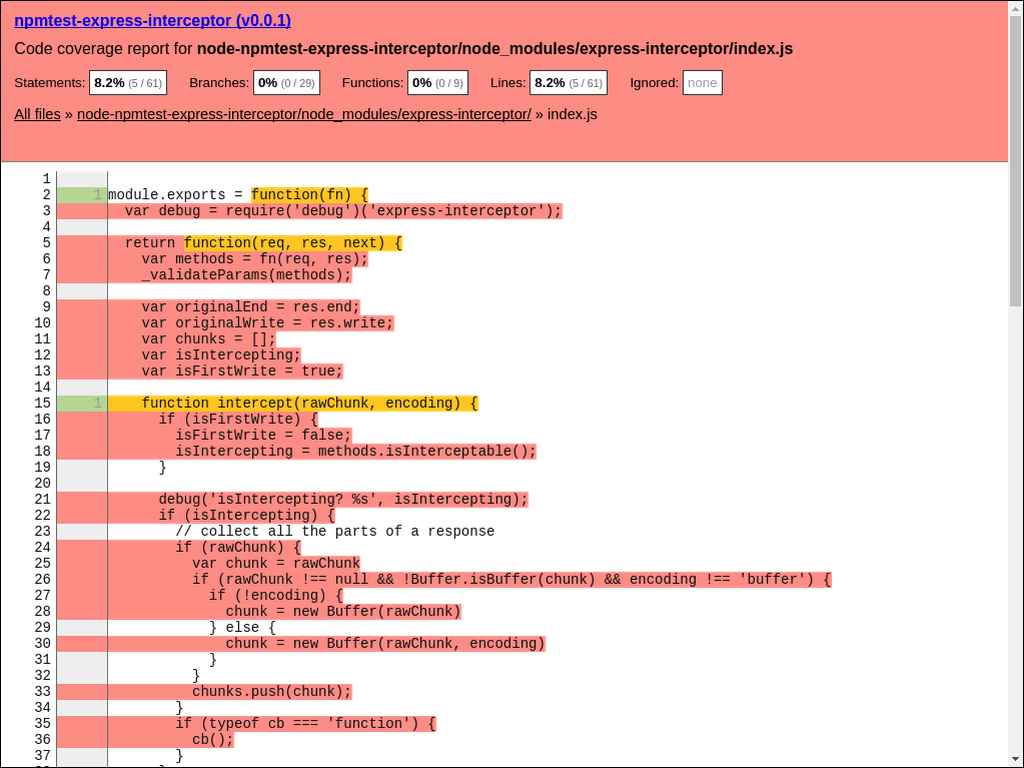 npmtest-express-interceptor (v0.0.1)
Code coverage report for node-npmtest-express-interceptor/node_modules/express-interceptor/index.js
Statements: 8.2% (5 / 61) Branches: 0% (0 / 29) Functions: 0% (0 / 9) Lines: 8.2% (5 / 61) Ignored: none
All files » node-npmtest-express-interceptor/node_modules/express-interceptor/ » index.js
1
2 1 module.exports = function(fn) {
3 var debug = require('debug')('express-interceptor');
4
5 return function(req, res, next) {
6 var methods = fn(req, res);
7 _validateParams(methods);
8
9 var originalEnd = res.end;
10 var originalWrite = res.write;
11 var chunks = [];
12 var isIntercepting;
13 var isFirstWrite = true;
14
15 1 function intercept(rawChunk, encoding) {
16 if (isFirstWrite) {
17 isFirstWrite = false;
18 isIntercepting = methods.isInterceptable();
19 }
20
21 debug('isIntercepting? %s', isIntercepting);
22 if (isIntercepting) {
23 // collect all the parts of a response
24 if (rawChunk) {
25 var chunk = rawChunk
26 if (rawChunk !== null && !Buffer.isBuffer(chunk) && encoding !== 'buffer') {
27 if (!encoding) {
28 chunk = new Buffer(rawChunk)
29 } else {
30 chunk = new Buffer(rawChunk, encoding)
31 }
32 }
33 chunks.push(chunk);
34 }
35 if (typeof cb === 'function') {
36 cb();
37 }